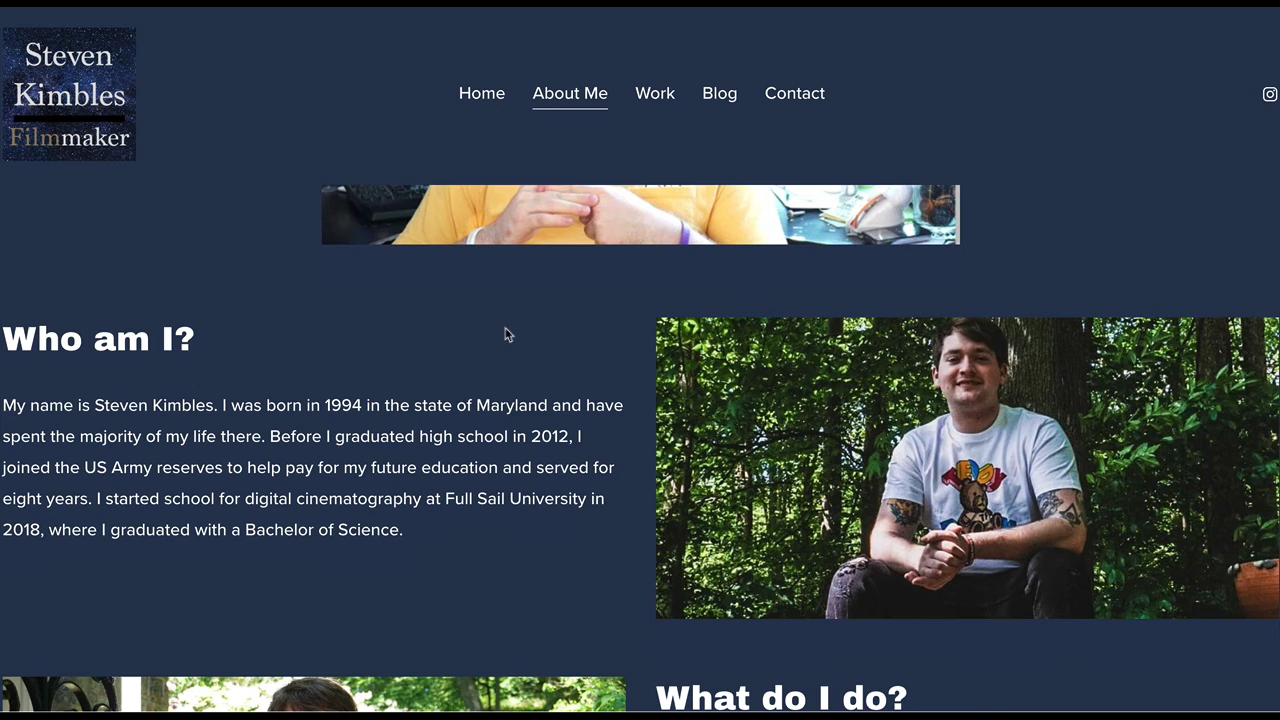 Steven
Kimbles
Filmmaker
Home About Me Work Blog Contact
Who am I?
My name is Steven Kimbles. I was born in 1994 in the state of Maryland and have
spent the majority of my life there. Before I graduated high school in 2012, I
joined the US Army reserves to help pay for my future education and served for
eight years. I started school for digital cinematography at Full Sail University in
2018, where I graduated with a Bachelor of Science.
What do I do?